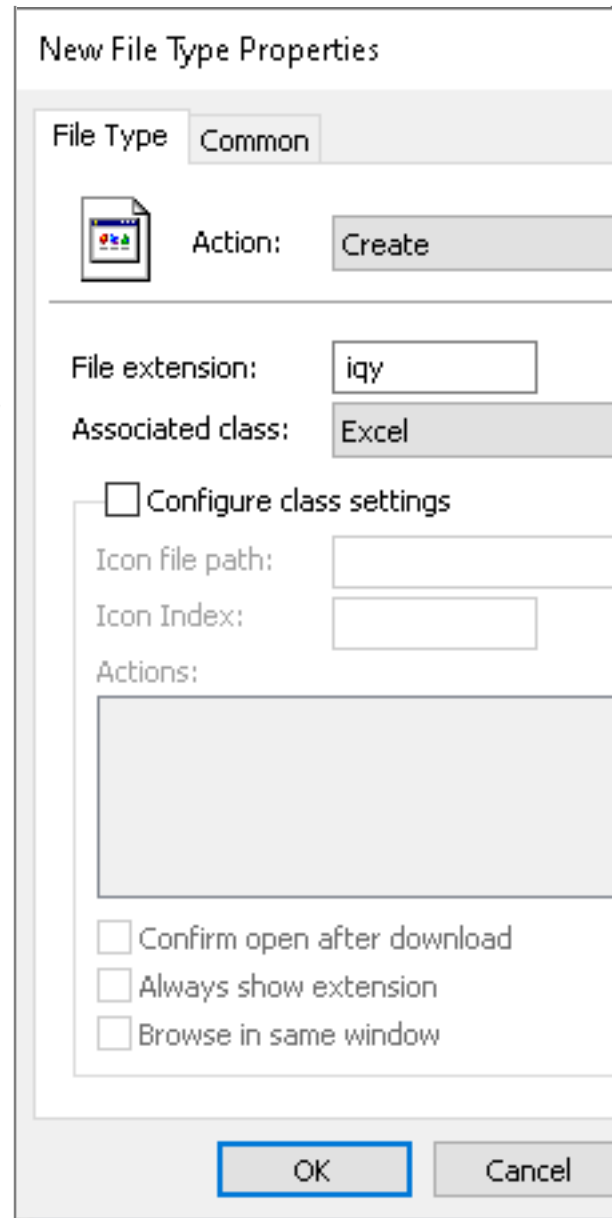 New File Type Properties
File Type
Common
Action:
Create
File extension:
iqy
Associated class:
Excel
Configure class settings
Icon file path:
Icon Index:
Actions:
Confirm open after download
Always show extension
Browse in same window
OK
Cancel